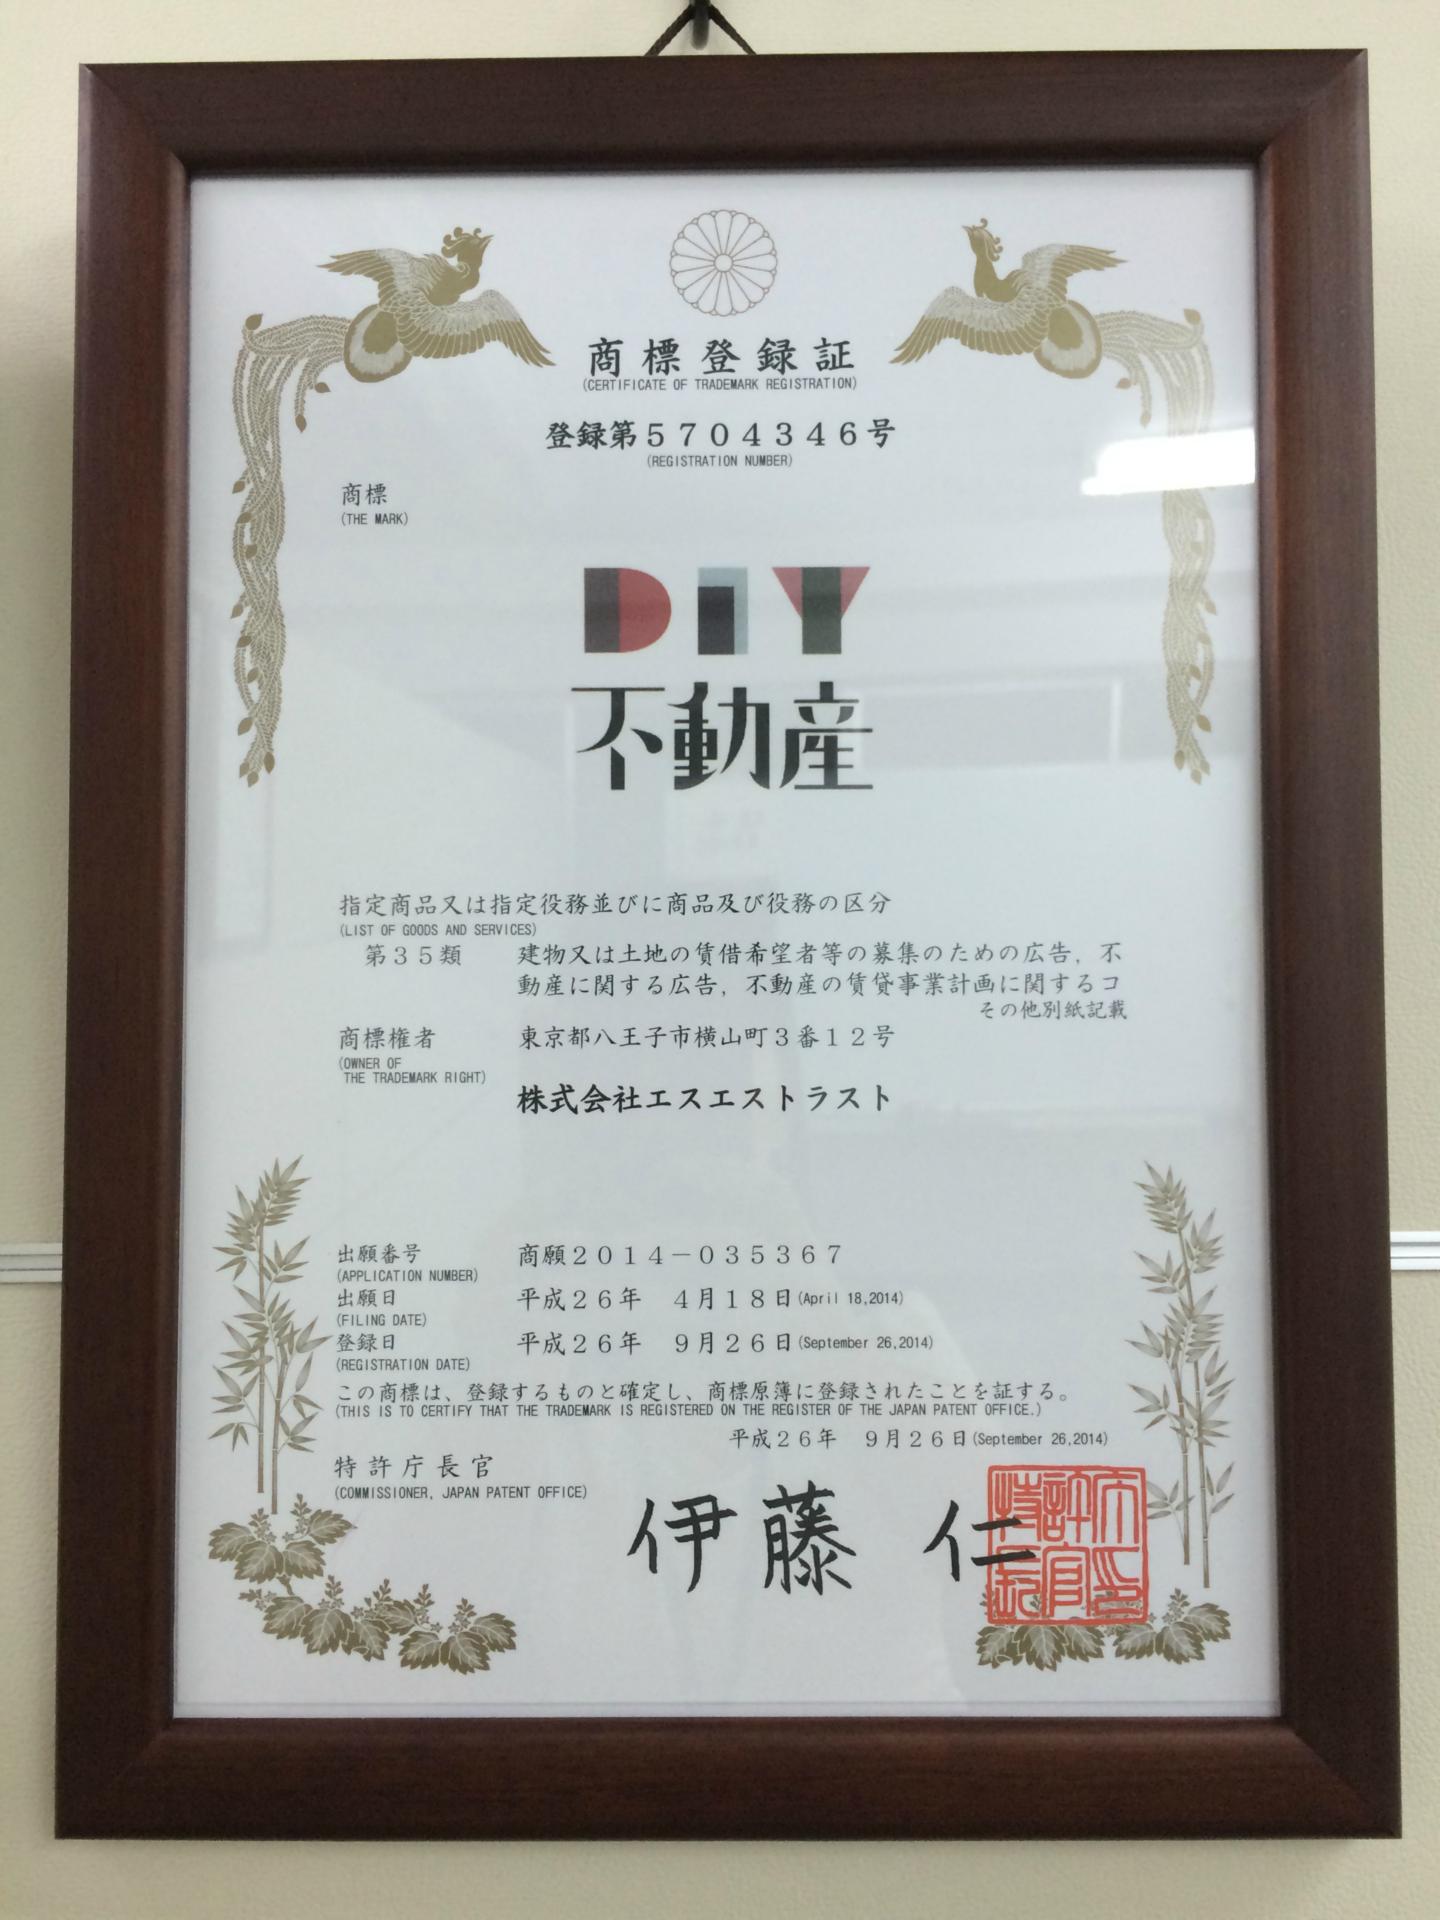 商標登録証
(CERTIFICATE OF TRADEMARK REGISTRATION)
登録第5704346号
(REGISTRATION NUMBER)
商標
(THE MARK)
DIY
不動産
指定商品又は指定役務並びに商品及び役務の区分
(LIST OF GOODS AND SERVICES)
第35類 建物又は土地の賃借希望者等の募集のための広告，不
動産に関する広告，不動産の賃貸事業計画に関するコ
その他別紙記載
商標権者 東京都八王子市横山町3番12号
(OWNER OF
THE TRADEMARK RIGHT)
株式会社エスエストラスト
出願番号 商願2014－035367
(APPLICATION NUMBER)
出願日 平成26年 4月18日(April 18,2014)
(FILING DATE)
登録日 平成26年 9月26日(September 26,2014)
(REGISTRATION DATE)
この商標は、登録するものと確定し、商標原簿に登録されたことを証する。
(THIS IS TO CERTIFY THAT THE TRADEMARK IS REGISTERED ON THE REGISTER OF THE JAPAN PATENT OFFICE.)
平成26年 9月26日(September 26,2014)
特許庁長官
(COMMISSIONER, JAPAN PATENT OFFICE)
伊藤 仁